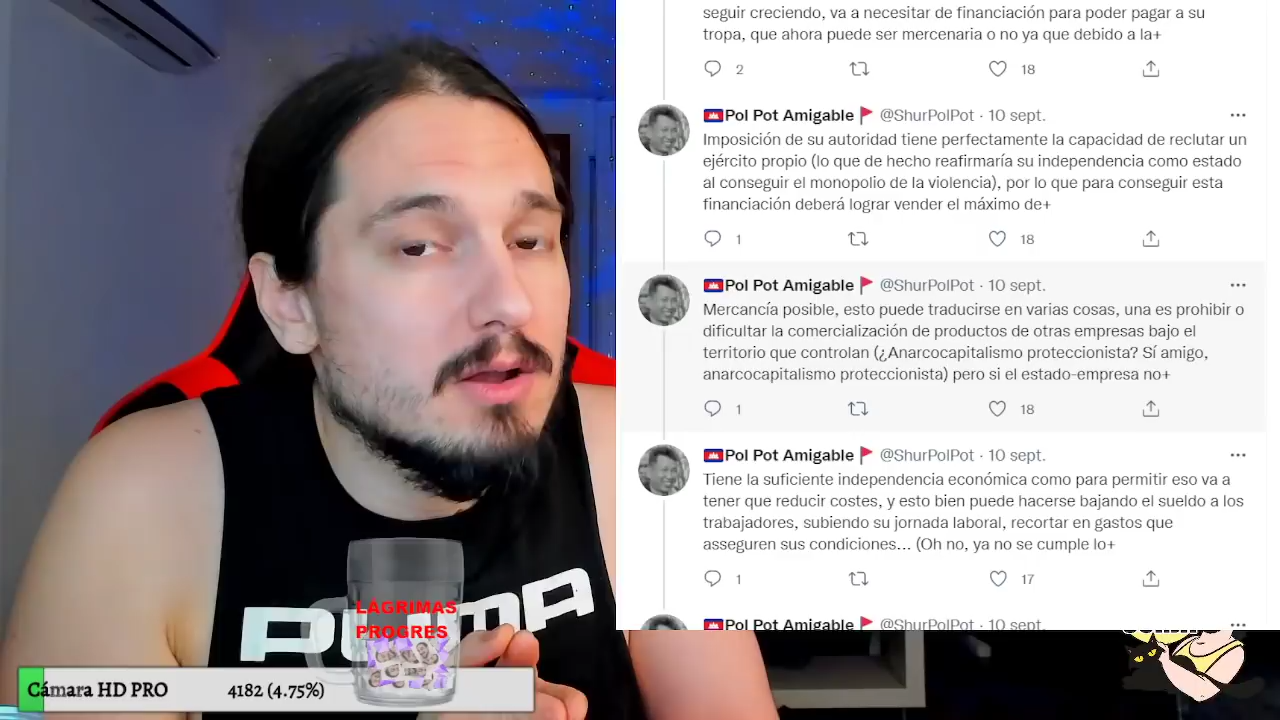 seguir creciendo, va a necesitar de financiación para poder pagar a su
tropa, que ahora puede ser mercenaria o no ya que debido a la+
2 18
Pol Pot Amigable @ShurPolPot · 10 sept.
Imposición de su autoridad tiene perfectamente la capacidad de reclutar un
ejército propio (lo que de hecho reafirmaría su independencia como estado
al conseguir el monopolio de la violencia), por lo que para conseguir esta
financiación deberá lograr vender el máximo de+
1 18
Pol Pot Amigable @ShurPolPot · 10 sept.
Mercancía posible, esto puede traducirse en varias cosas, una es prohibir o
dificultar la comercialización de productos de otras empresas bajo el
territorio que controlan (¿Anarcocapitalismo proteccionista? Sí amigo,
anarcocapitalismo proteccionista) pero si el estado-empresa no+
1 18
Pol Pot Amigable @ShurPolPot · 10 sept.
Tiene la suficiente independencia económica como para permitir eso va a
tener que reducir costes, y esto bien puede hacerse bajando el sueldo a los
trabajadores, subiendo su jornada laboral, recortar en gastos que
aseguren sus condiciones... (Oh no, ya no se cumple lo+
1 17
Pol Pot Amigable @ShurPolPot · 10 sept.
PUMA
LÁGRIMAS
PROGRES
Cámara HD PRO 4182 (4.75%)